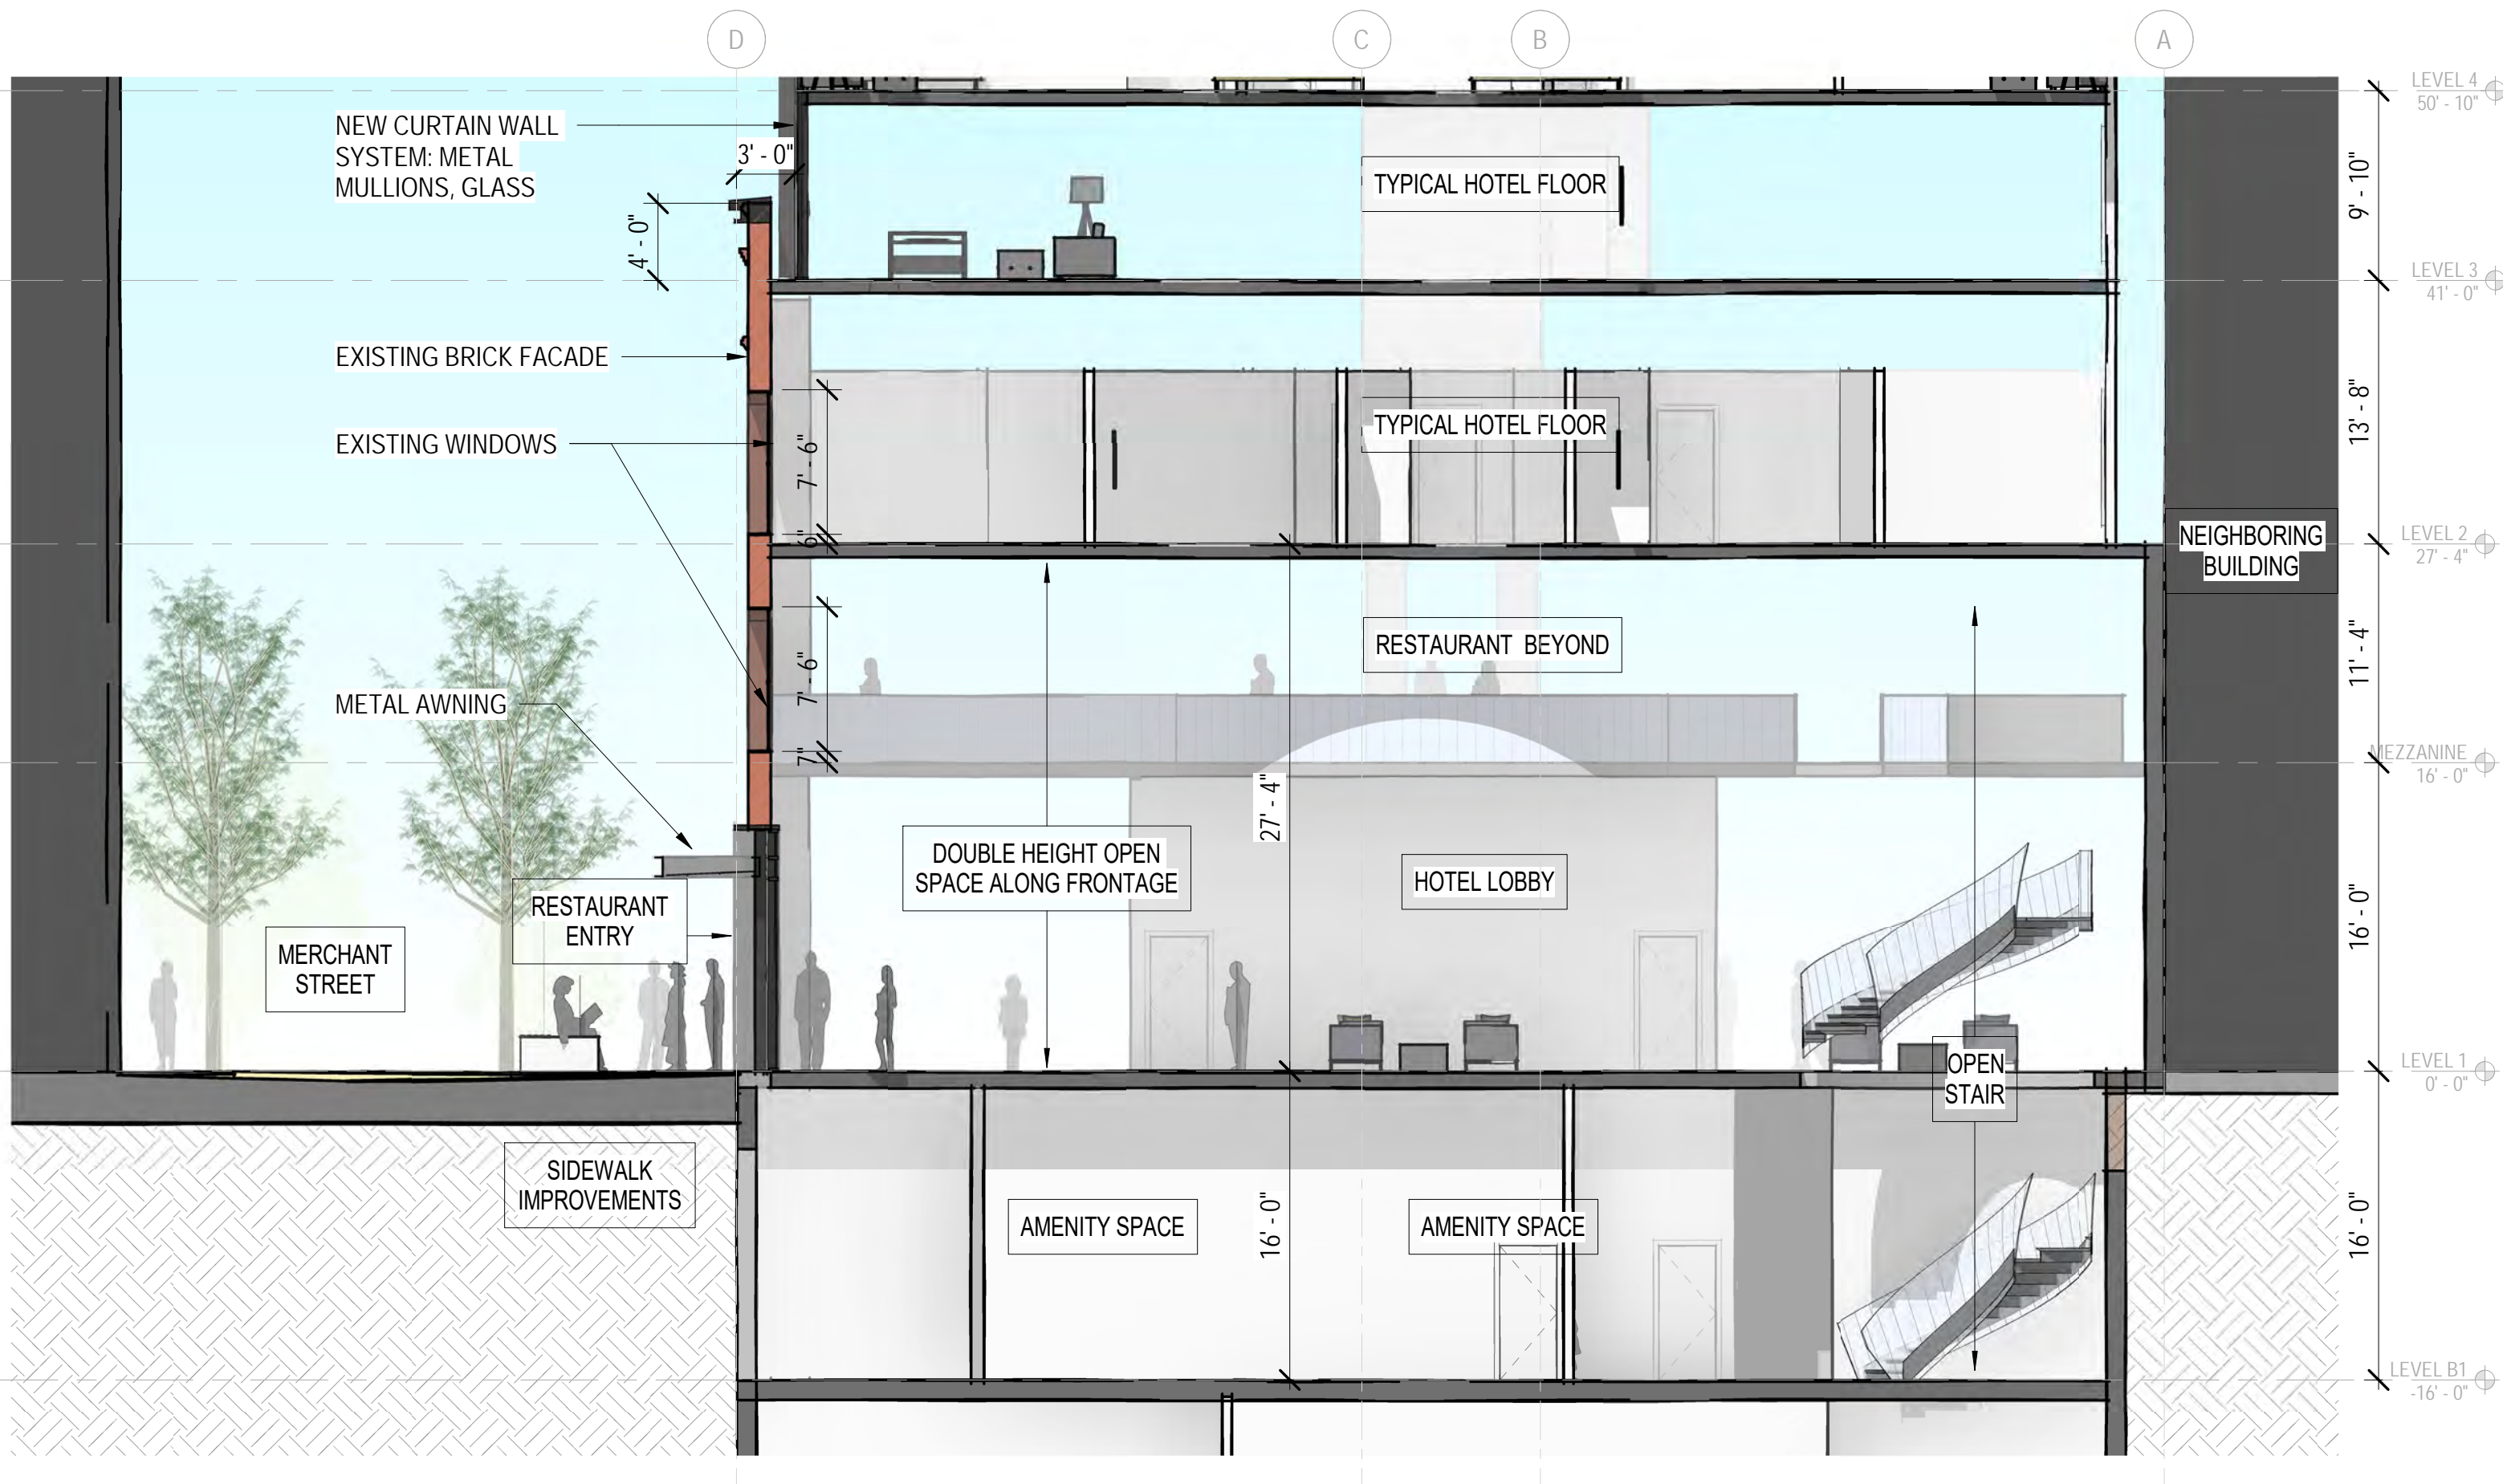 D
C
B
A
LEVEL 4
50' - 10"
NEW CURTAIN WALL
SYSTEM: METAL
MULLIONS, GLASS
3' - 0"
TYPICAL HOTEL FLOOR
9' - 10"
4' - 0"
LEVEL 3
41' - 0"
EXISTING BRICK FACADE
EXISTING WINDOWS
7' - 6"
TYPICAL HOTEL FLOOR
13' - 8"
6"
NEIGHBORING
BUILDING
LEVEL 2
27' - 4"
RESTAURANT BEYOND
11' - 4"
METAL AWNING
7' - 6"
7"
MEZZANINE
16' - 0"
27' - 4"
DOUBLE HEIGHT OPEN
SPACE ALONG FRONTAGE
HOTEL LOBBY
RESTAURANT
ENTRY
16' - 0"
MERCHANT
STREET
OPEN
STAIR
LEVEL 1
0' - 0"
SIDEWALK
IMPROVEMENTS
AMENITY SPACE
16' - 0"
AMENITY SPACE
16' - 0"
LEVEL B1
-16' - 0"